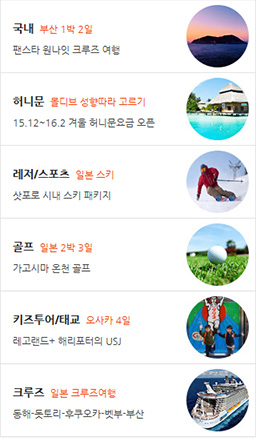 국내 부산 1박 2일
팬스타 원나잇 크루즈 여행
허니문 몰디브 성향따라 고르기
15.12~16.2 겨울 허니문요금 오픈
레저/스포츠 일본 스키
삿포로 시내 스키 패키지
골프 일본 2박 3일
가고시마 온천 골프
키즈투어/태교 오사카 4일
레고랜드+ 해리포터의 USJ
크루즈 일본 크루즈여행
동해-돗토리-후쿠오카-벳부-부산